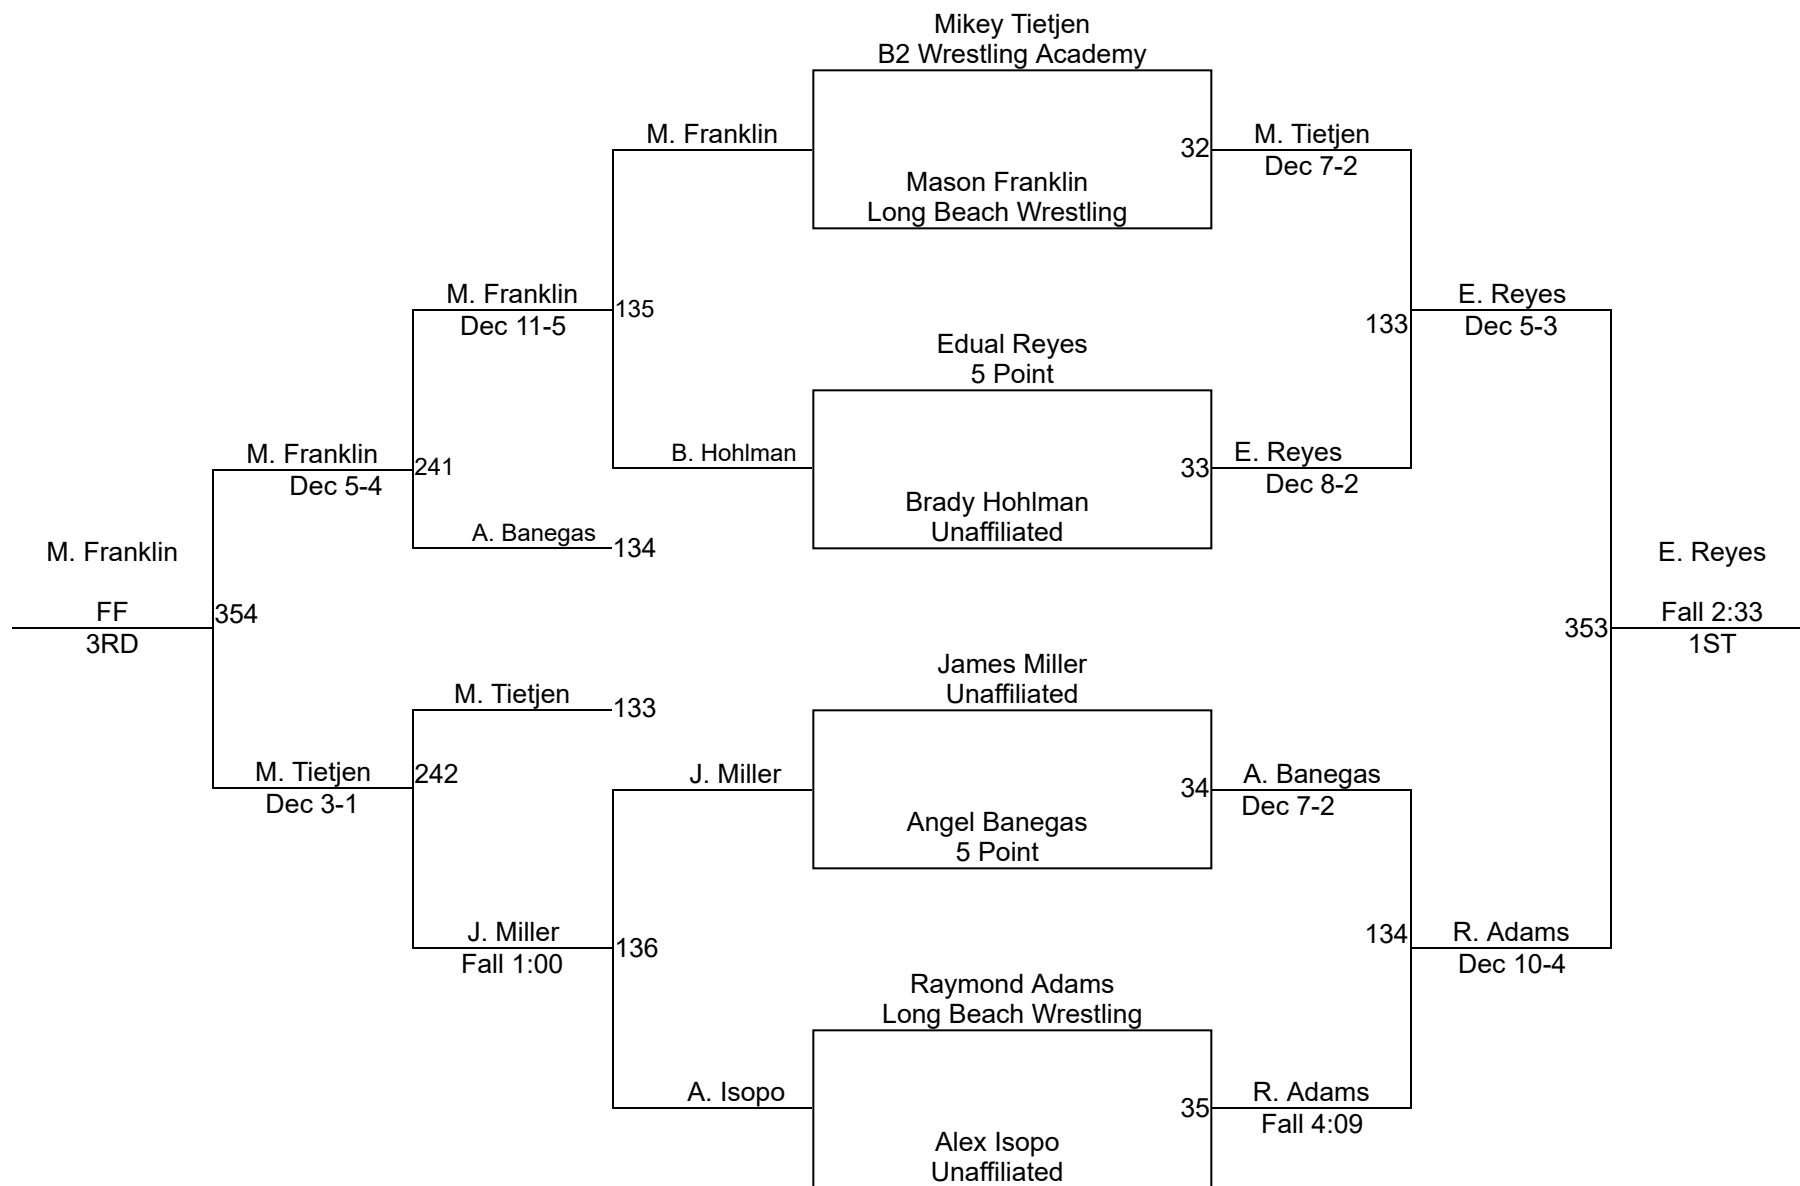 Mikey Tietjen
B2 Wrestling Academy
M. Franklin
32
M. Tietjen
Dec 7-2
Mason Franklin
Long Beach Wrestling
M. Franklin
Dec 11-5
135
133
E. Reyes
Dec 5-3
Edual Reyes
5 Point
M. Franklin
Dec 5-4
241
B. Hohlman
33
E. Reyes
Dec 8-2
Brady Hohlman
Unaffiliated
A. Banegas
134
M. Franklin
FF
3RD
354
353
E. Reyes
Fall 2:33
1ST
James Miller
Unaffiliated
M. Tietjen
133
M. Tietjen
Dec 3-1
242
J. Miller
34
A. Banegas
Dec 7-2
Angel Banegas
5 Point
J. Miller
Fall 1:00
136
134
R. Adams
Dec 10-4
Raymond Adams
Long Beach Wrestling
A. Isopo
35
R. Adams
Fall 4:09
Alex Isopo
Unaffiliated